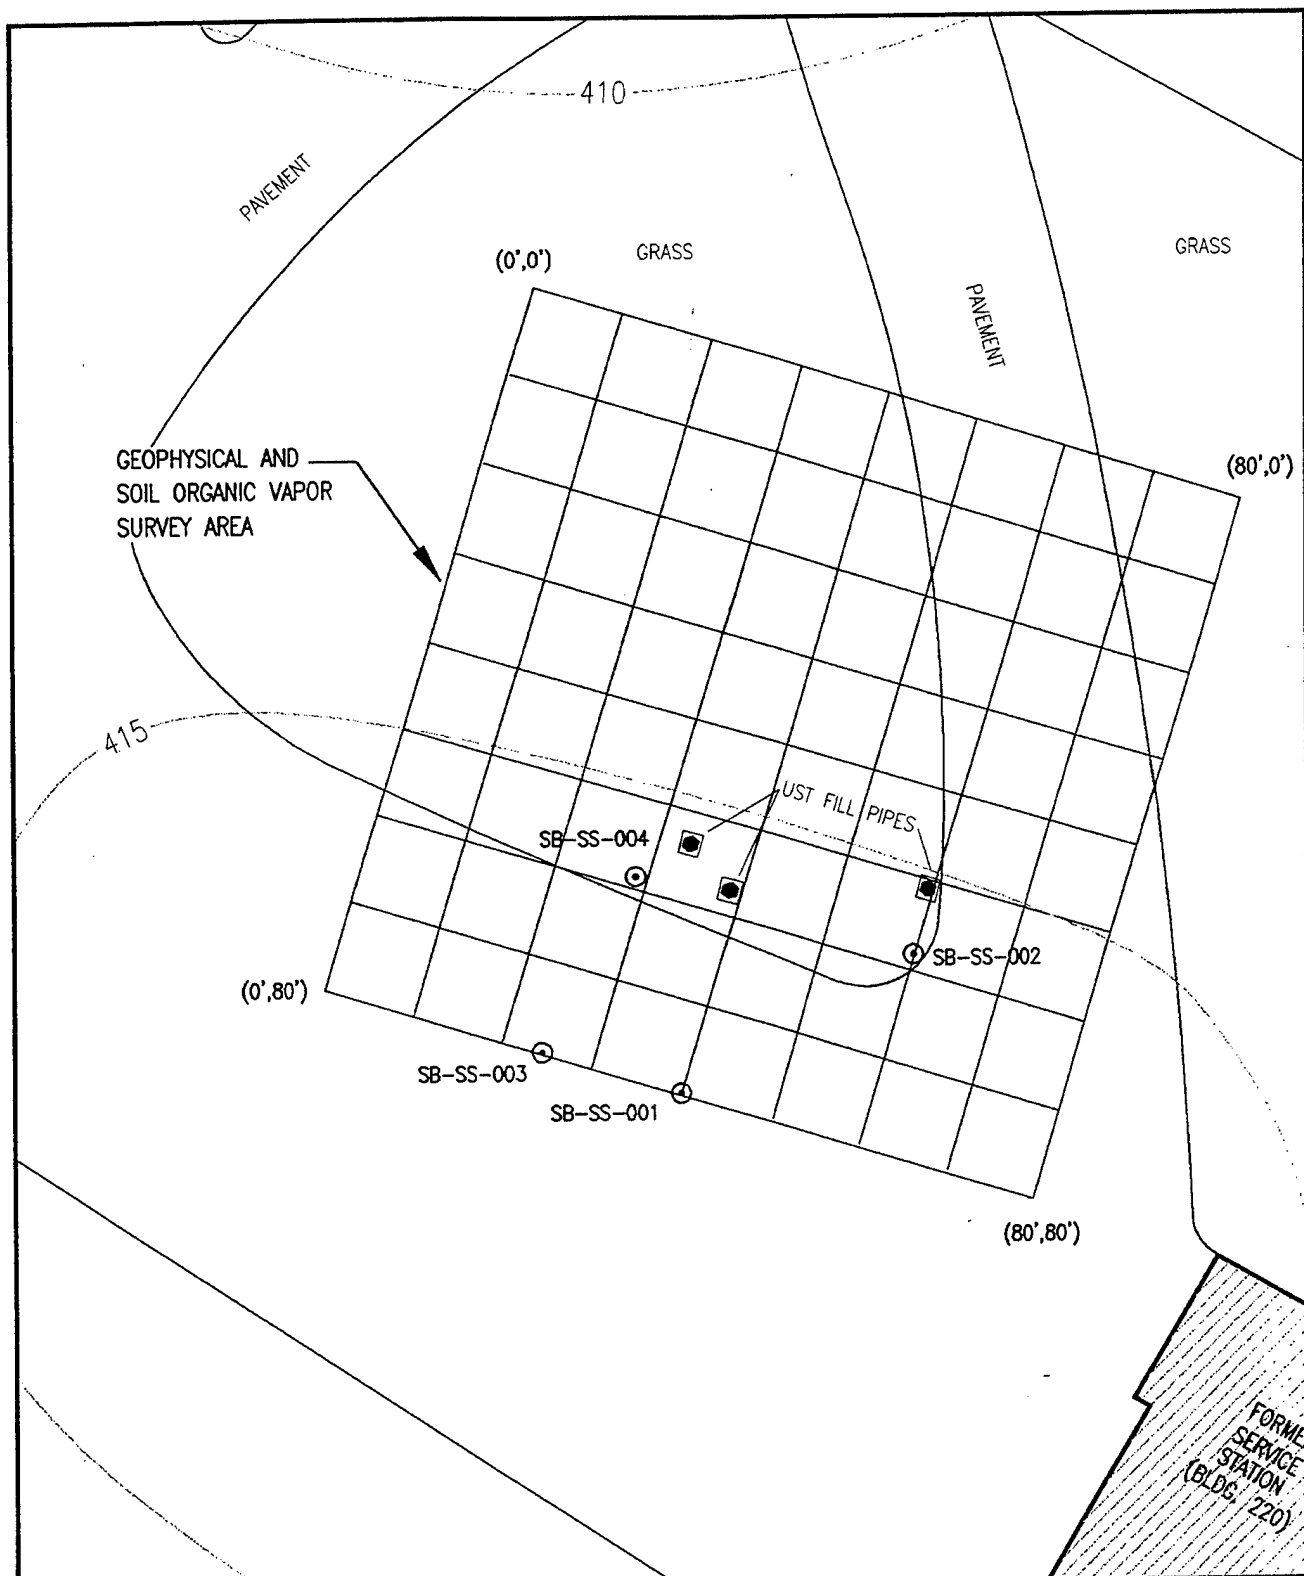 410
PAVEMENT
GRASS
GRASS
(0',0')
PAVEMENT
GEOPHYSICAL AND
SOIL ORGANIC VAPOR
SURVEY AREA
(80',0')
415
UST FILL PIPES
SB-SS-004
SB-SS-002
(0',80')
SB-SS-003
SB-SS-001
(80',80')
FORME
SERVICE
STATION
(BLDG. 220)